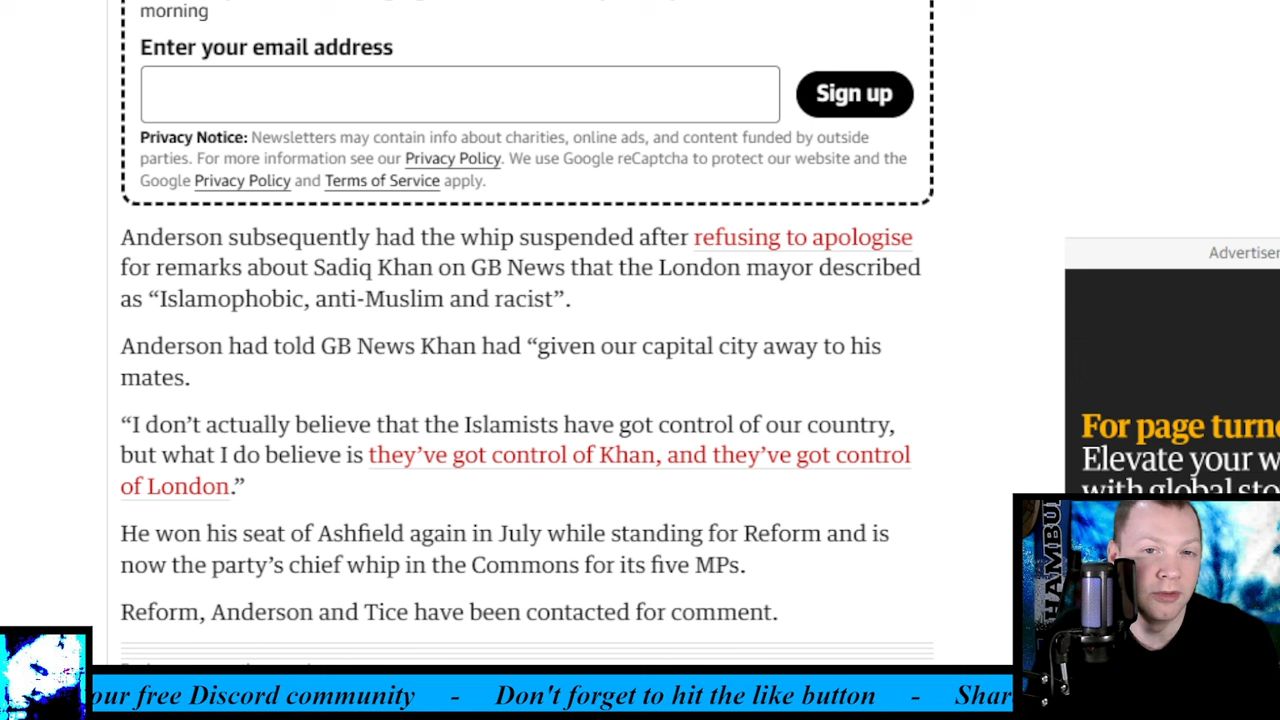 morning
Enter your email address
Sign up
Privacy Notice: Newsletters may contain info about charities, online ads, and content funded by outside
parties. For more information see our Privacy Policy. We use Google reCaptcha to protect our website and the
Google Privacy Policy and Terms of Service apply.
Anderson subsequently had the whip suspended after refusing to apologise
for remarks about Sadiq Khan on GB News that the London mayor described
as “Islamophobic, anti-Muslim and racist”.
Anderson had told GB News Khan had “given our capital city away to his
mates.
“I don’t actually believe that the Islamists have got control of our country,
but what I do believe is they’ve got control of Khan, and they’ve got control
of London.”
He won his seat of Ashfield again in July while standing for Reform and is
now the party’s chief whip in the Commons for its five MPs.
Reform, Anderson and Tice have been contacted for comment.
Advertiser
For page turne
Elevate your w
with global sto
HAMBU
our free Discord community - Don't forget to hit the like button - Shar